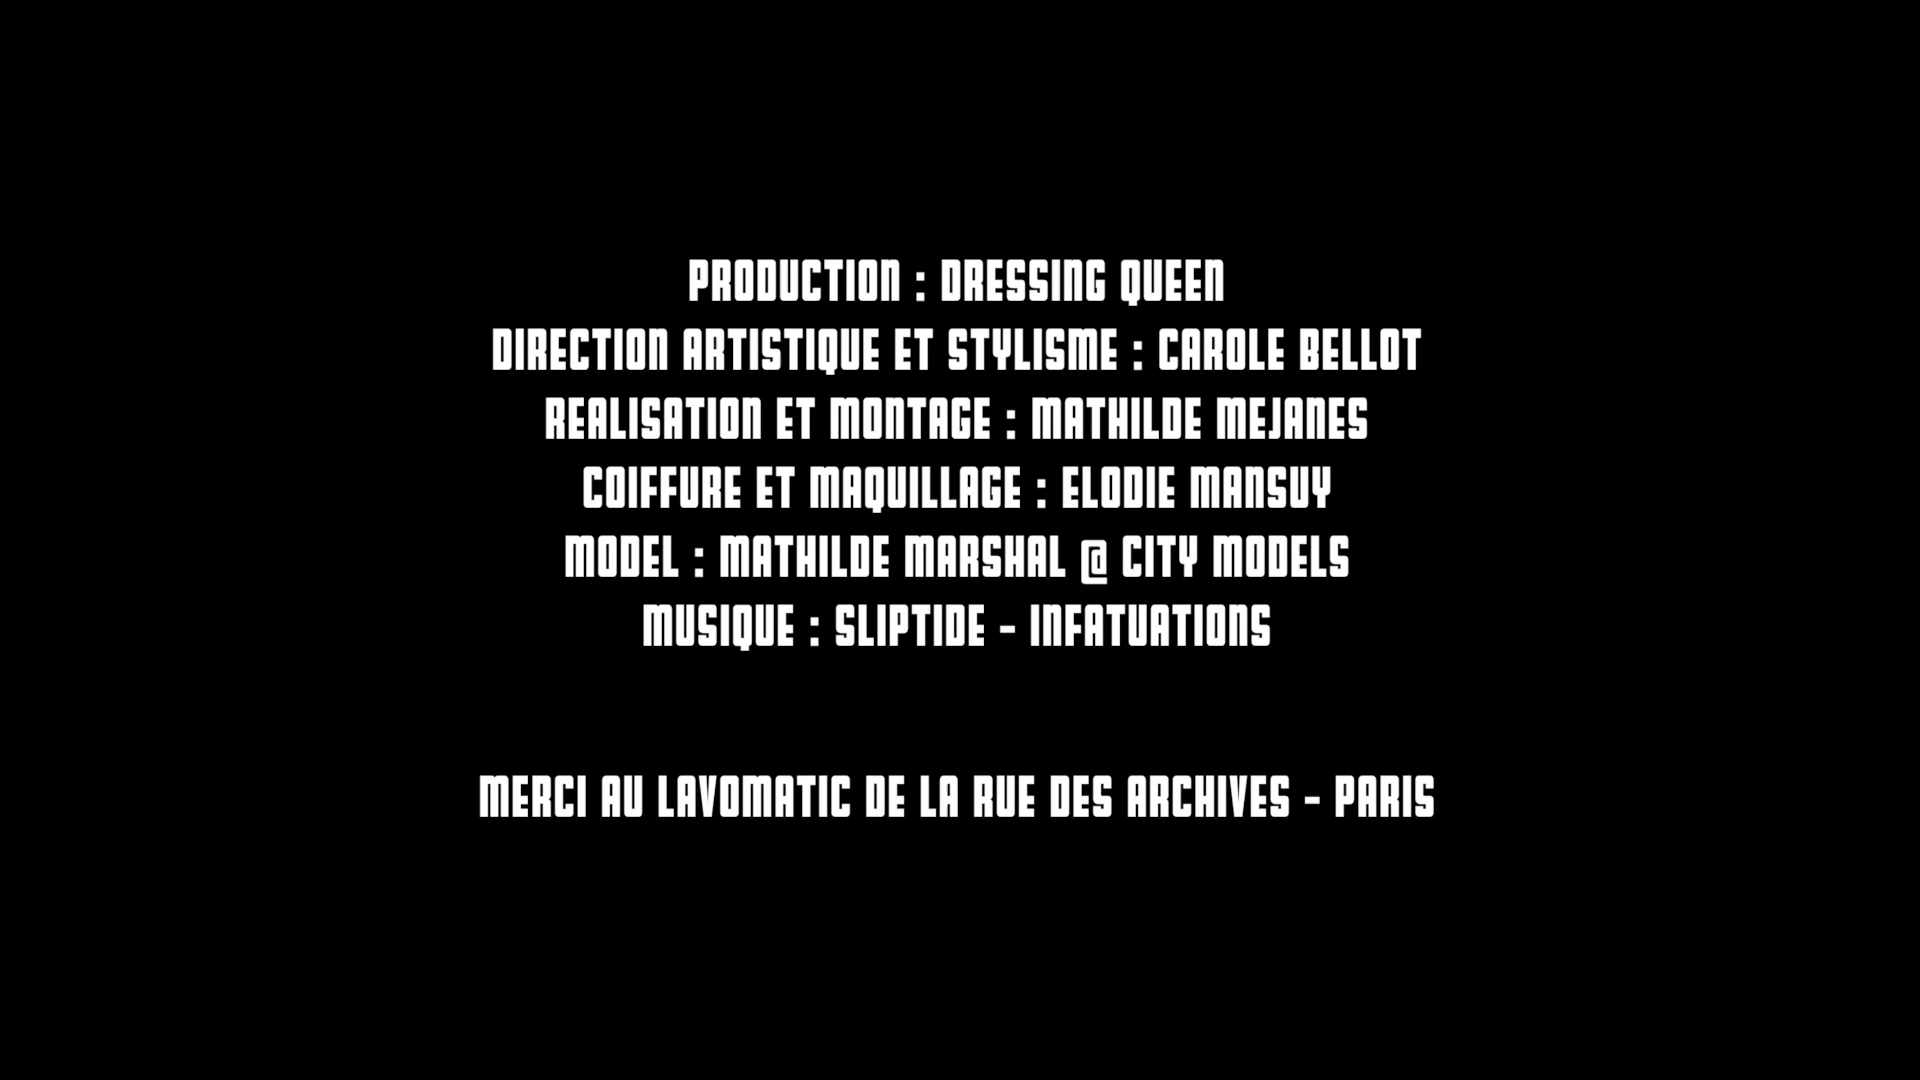 PRODUCTION : DRESSING QUEEN
DIRECTION ARTISTIQUE ET STYLISME : CAROLE BELLOT
REALISATION ET MONTAGE : MATHILDE MEJANES
COIFFURE ET MAQUILLAGE : ELODIE MANSUY
MODEL : MATHILDE MARSHAL @ CITY MODELS
MUSIQUE : SLIPTIDE - INFATUATIONS
MERCI AU LAVOMATIC DE LA RUE DES ARCHIVES - PARIS